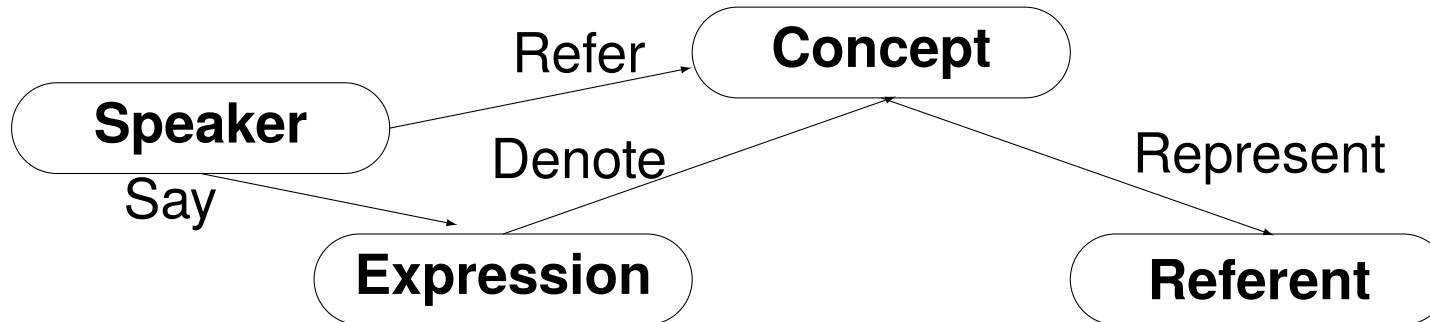 Concept
Refer
Speaker
Denote
Represent
Say
Expression
Referent